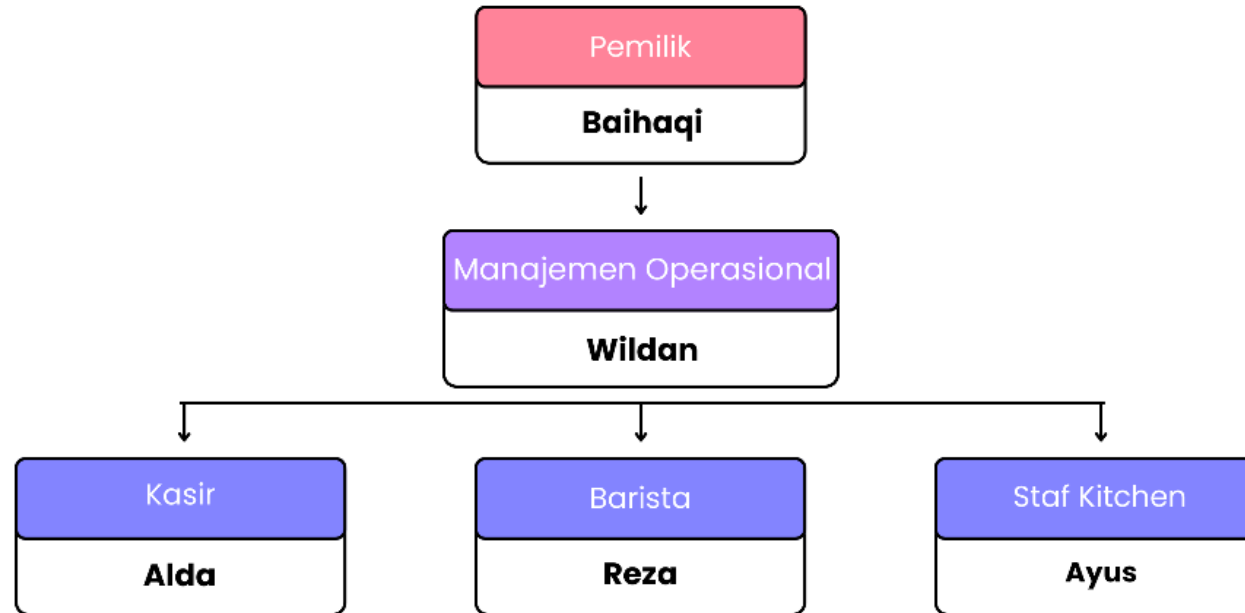 Pemilik
Baihaqi
Manajemen Operasional
Wildan
Kasir
Alda
Barista
Reza
Staf Kitchen
Ayus